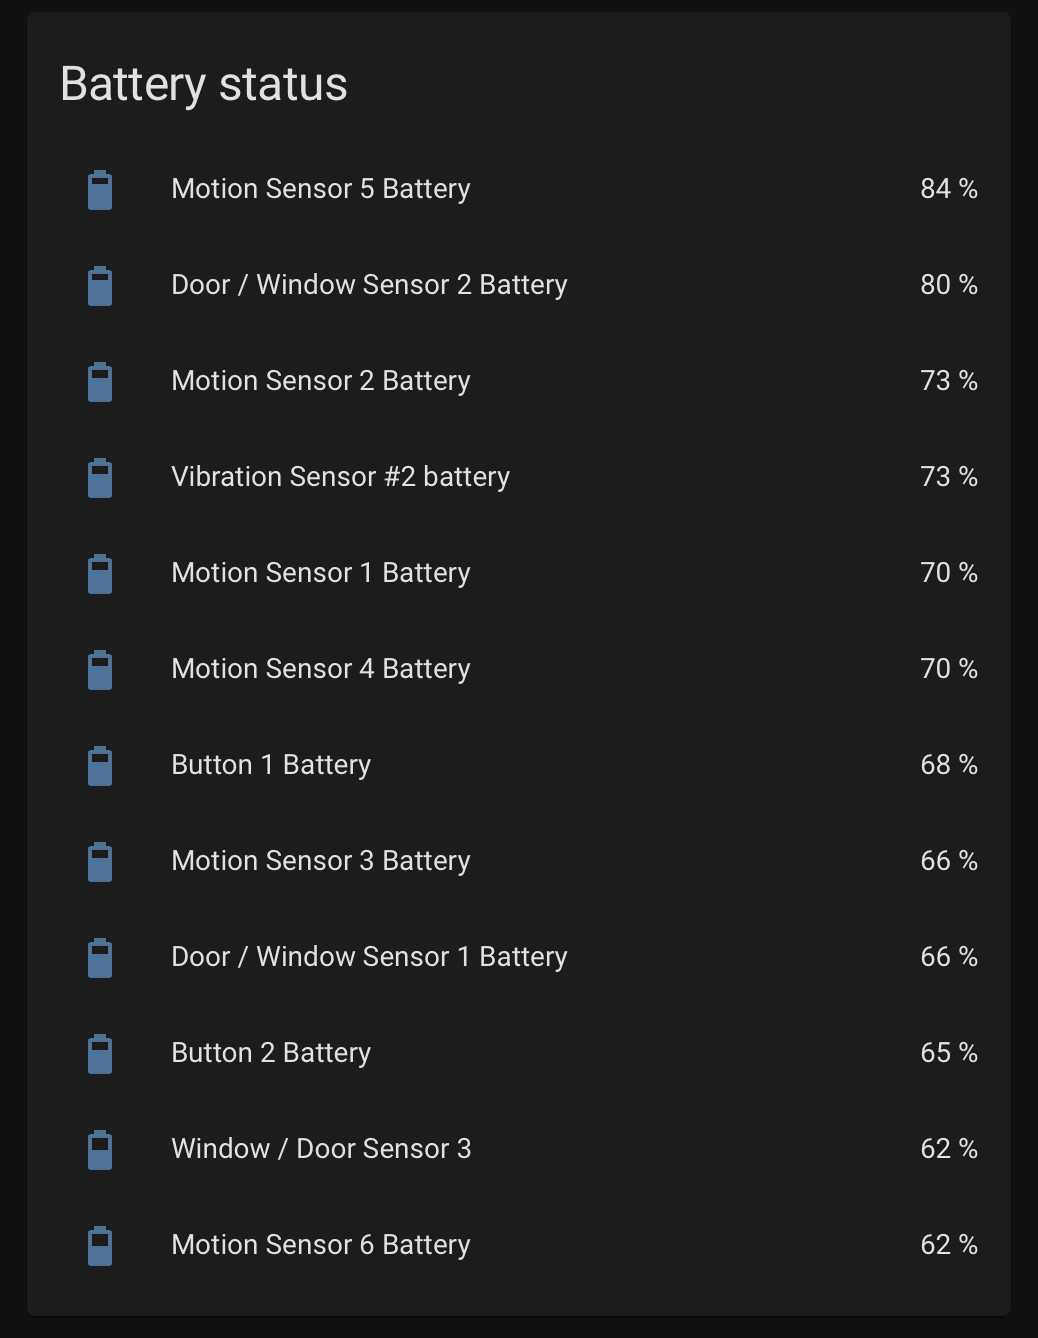 Battery status
Motion Sensor 5 Battery 84 %
Door / Window Sensor 2 Battery 80 %
Motion Sensor 2 Battery 73 %
Vibration Sensor #2 battery 73 %
Motion Sensor 1 Battery 70 %
Motion Sensor 4 Battery 70 %
Button 1 Battery 68 %
Motion Sensor 3 Battery 66 %
Door / Window Sensor 1 Battery 66 %
Button 2 Battery 65 %
Window / Door Sensor 3 62 %
Motion Sensor 6 Battery 62 %